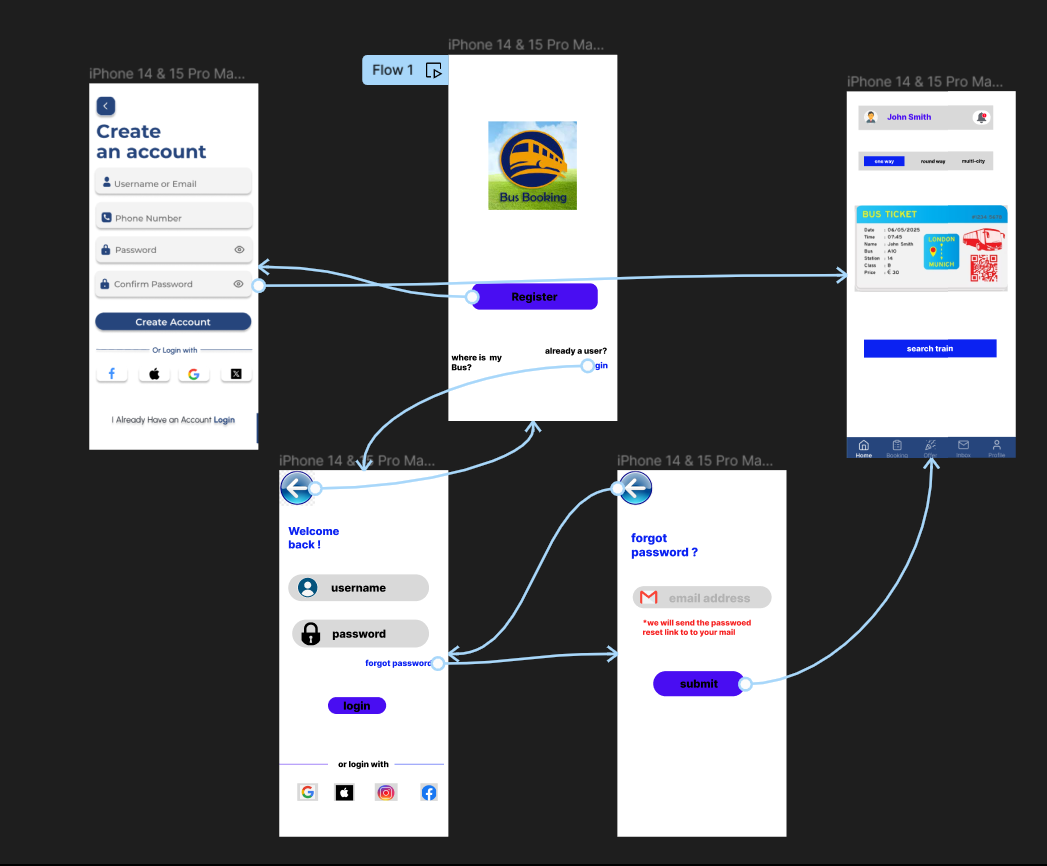 iPhone 14 & 15 Pro Ma...
Create
an account
Username or Email
Phone Number
Password
Confirm Password
Create Account
Or Login with
I Already Have an Account Login
Flow 1
iPhone 14 & 15 Pro Ma...
Bus Booking
Register
where is my
Bus?
already a user?
gin
iPhone 14 & 15 Pro Ma...
John Smith
one way
round way
multi-city
BUS TICKET
Date : 06/05/2025
Time : 07:45
Name : John Smith
Bus : A10
Station : 14
Class : B
Price : € 30
LONDON
MUNICH
search train
Home
Booking
Offer
Inbox
Profile
iPhone 14 & 15 Pro Ma...
Welcome
back !
username
password
forgot password
login
or login with
iPhone 14 & 15 Pro Ma...
forgot
password ?
email address
*we will send the passwoed
reset link to to your mail
submit